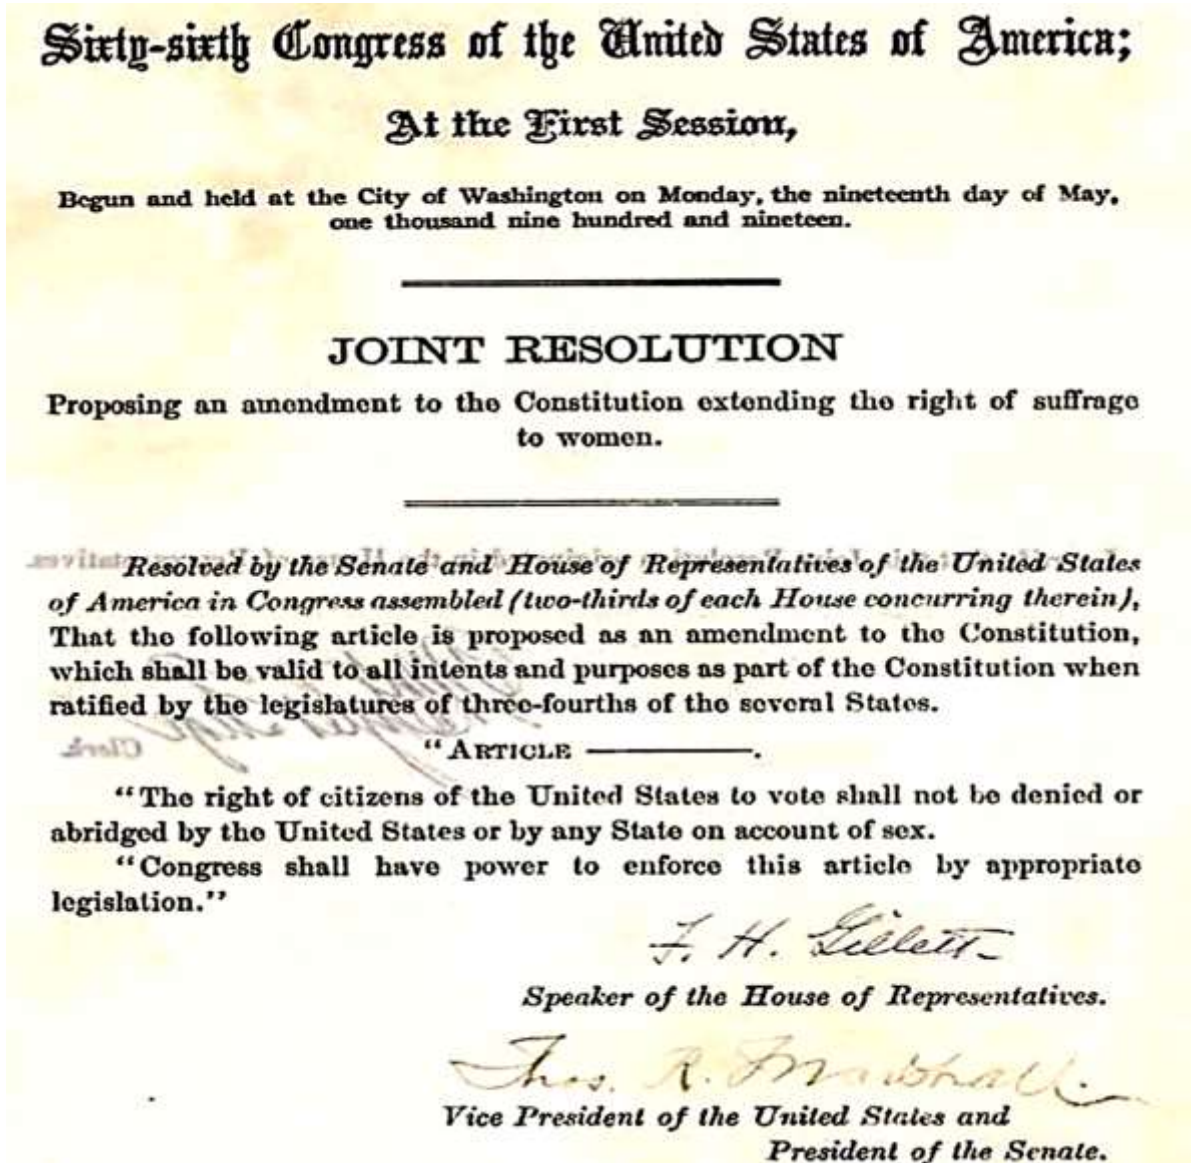 Sixty-sixth Congress of the United States of America;
At the First Session,
Begun and held at the City of Washington on Monday, the nineteenth day of May,
one thousand nine hundred and nineteen.
JOINT RESOLUTION
Proposing an amendment to the Constitution extending the right of suffrage
to women.
Resolved by the Senate and House of Representatives of the United States
of America in Congress assembled (two-thirds of each House concurring therein),
That the following article is proposed as an amendment to the Constitution,
which shall be valid to all intents and purposes as part of the Constitution when
ratified by the legislatures of three-fourths of the several States.
"ARTICLE ————.
"The right of citizens of the United States to vote shall not be denied or
abridged by the United States or by any State on account of sex.
"Congress shall have power to enforce this article by appropriate
legislation."
F. H. Gillett
Speaker of the House of Representatives.
Thos. R. Marshall.
Vice President of the United States and
President of the Senate.
Clerk